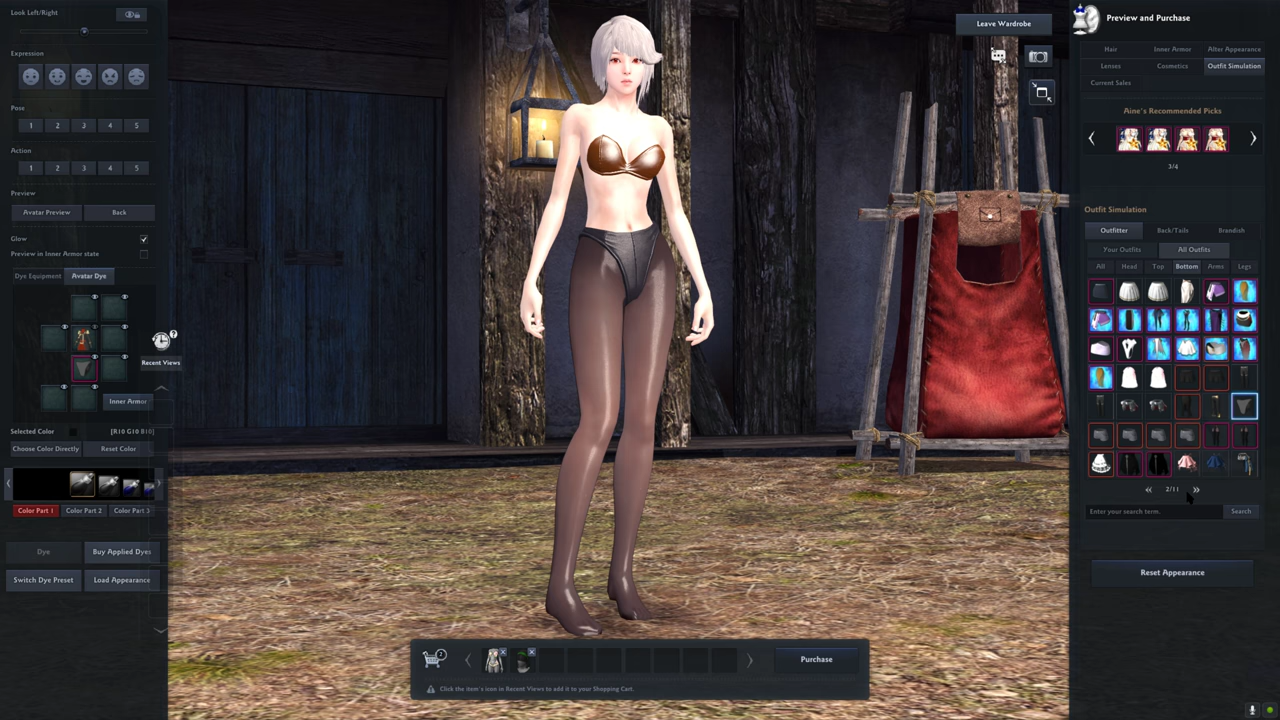 Look Left/Right
Expression
Pose
1 2 3 4 5
Action
1 2 3 4 5
Preview
Avatar Preview Back
Glow
Preview in Inner Armor state
Dye Equipment Avatar Dye
Recent Views
Inner Armor
Selected Color [R10 G10 B10]
Choose Color Directly Reset Color
Color Part 1 Color Part 2 Color Part 3
Dye Buy Applied Dyes
Switch Dye Preset Load Appearance
Leave Wardrobe
2
Purchase
Click the item's icon in Recent Views to add it to your Shopping Cart.
Preview and Purchase
Hair Inner Armor Alter Appearance
Lenses Cosmetics Outfit Simulation
Current Sales
Aine's Recommended Picks
3/4
Outfit Simulation
Outfitter Back/Tails Brandish
Your Outfits All Outfits
All Head Top Bottom Arms Legs
2/11
Enter your search term. Search
Reset Appearance